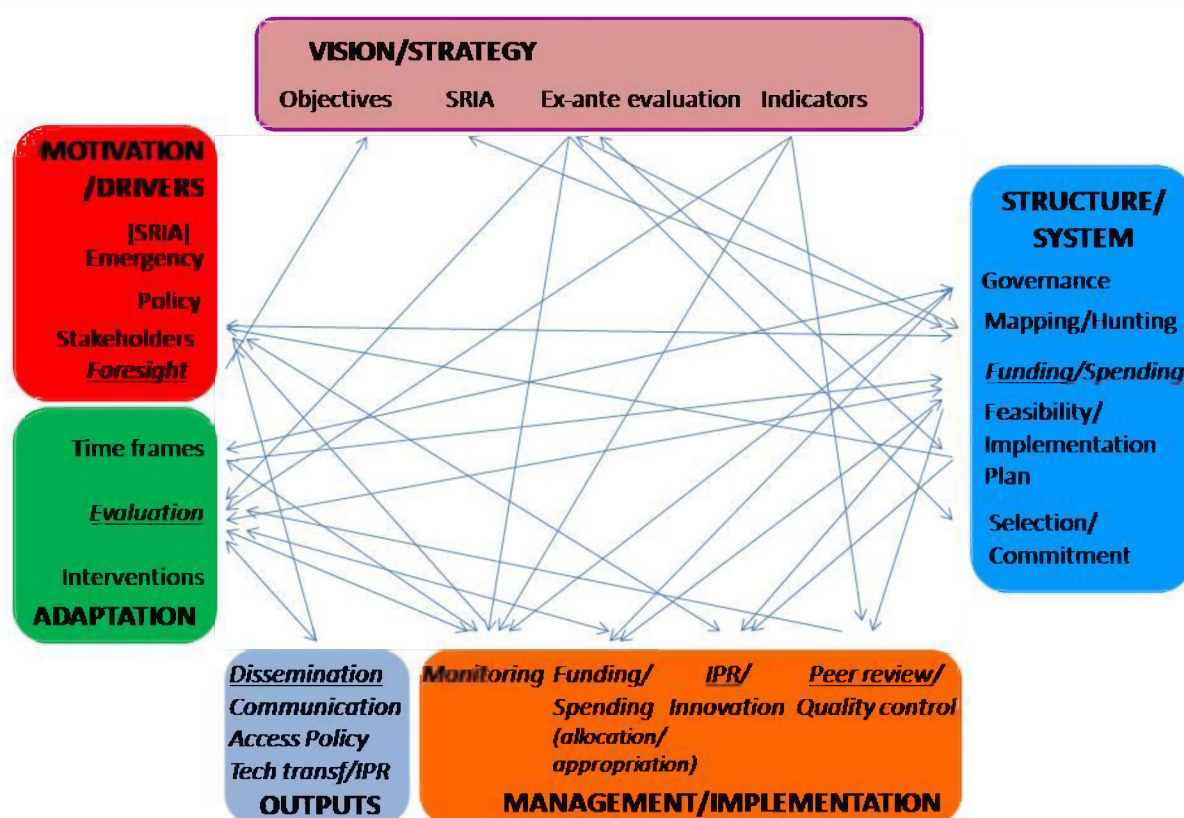 VISION/STRATEGY
Objectives SRIA Ex-ante evaluation Indicators
MOTIVATION
/DRIVERS
[SRIA]
Emergency
Policy
Stakeholders
Foresight
STRUCTURE/
SYSTEM
Governance
Mapping/Hunting
Funding/Spending
Feasibility/
Implementation
Plan
Selection/
Commitment
Time frames
Evaluation
Interventions
ADAPTATION
Dissemination
Communication
Access Policy
Tech transf/IPR
OUTPUTS
Monitoring
Funding/
Spending
(allocation/
appropriation)
IPR/
Innovation
Peer review/
Quality control
MANAGEMENT/IMPLEMENTATION